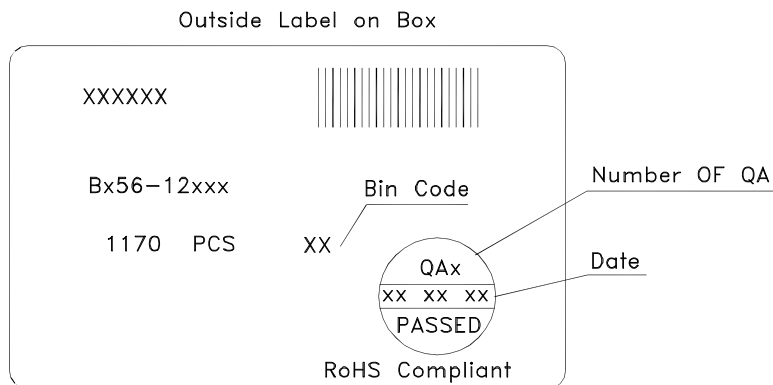 Outside Label on Box
XXXXXX
Bx56-12xxx
Bin Code
Number OF QA
1170 PCS
XX
QAx
Date
XX XX XX
PASSED
RoHS Compliant